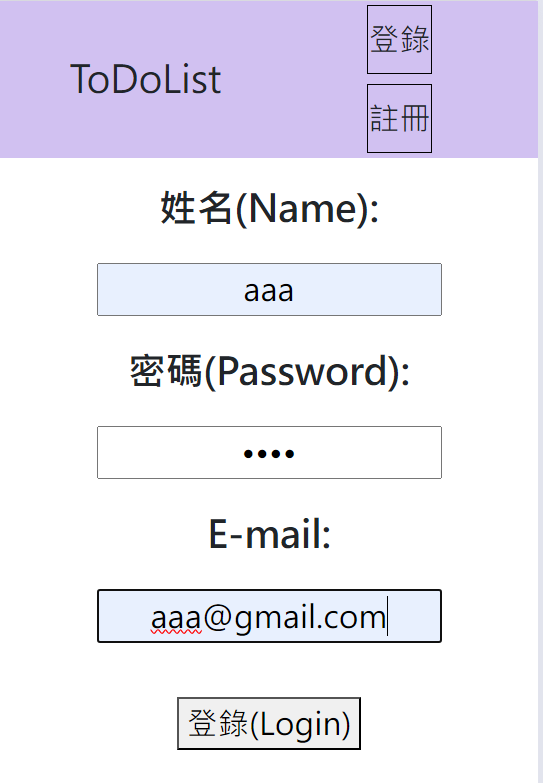 ToDoList
登錄
註冊
姓名(Name):
aaa
密碼(Password):
••••
E-mail:
aaa@gmail.com
登錄(Login)